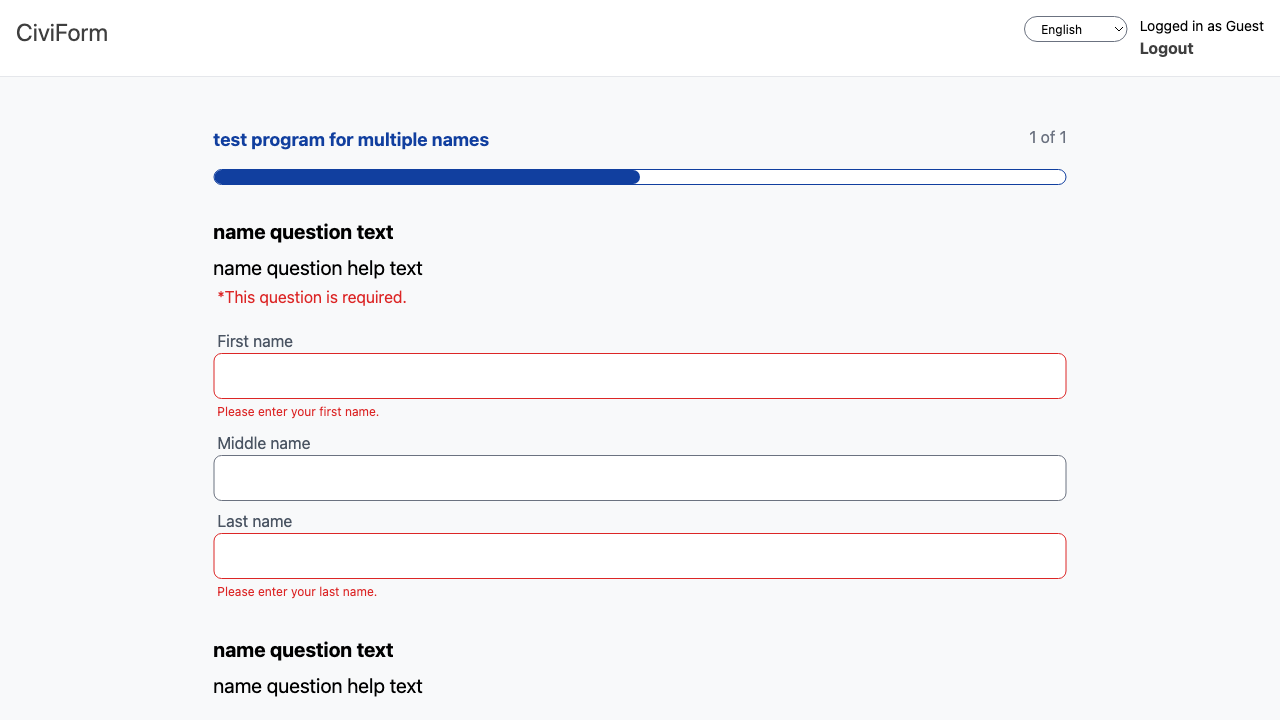 CiviForm
English
Logged in as Guest
Logout
test program for multiple names
1 of 1
name question text
name question help text
*This question is required.
First name
Please enter your first name.
Middle name
Last name
Please enter your last name.
name question text
name question help text